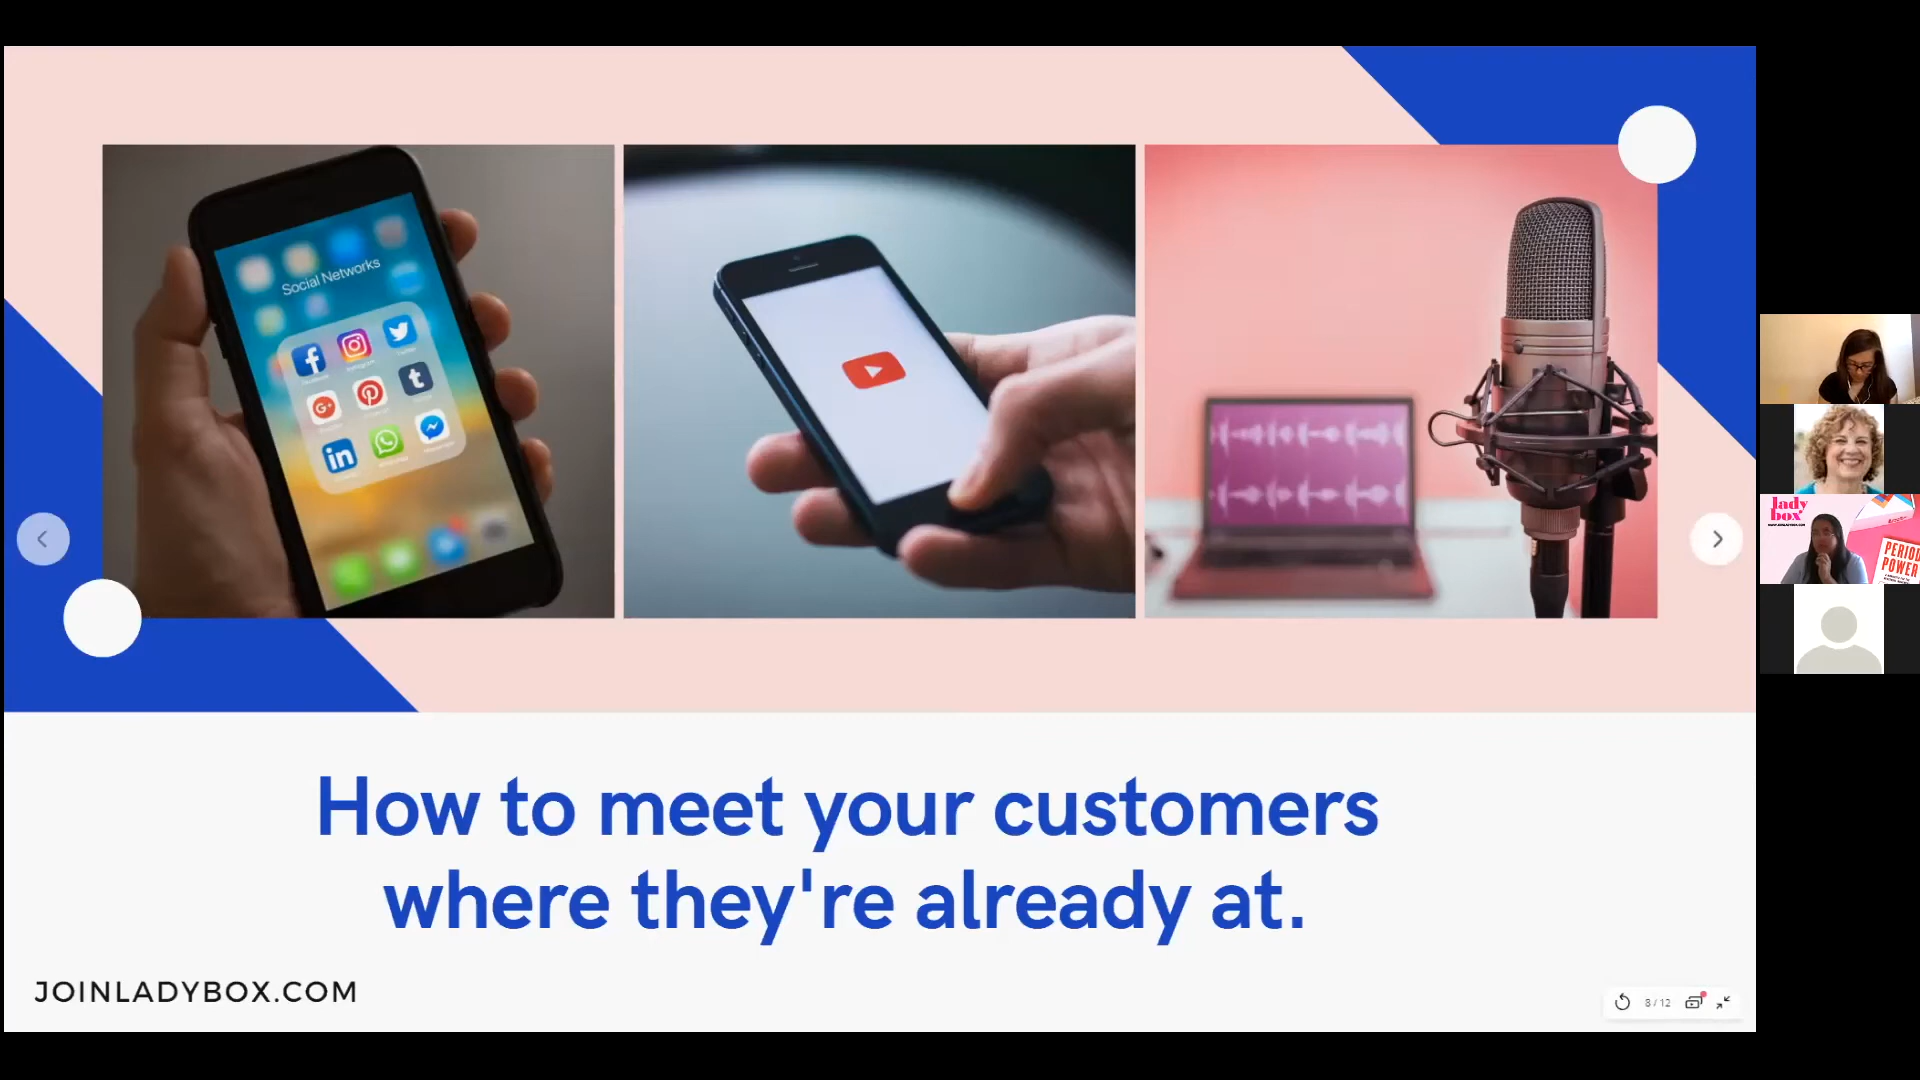 Social Networks
How to meet your customers
where they're already at.
JOINLADYBOX.COM
8 / 12
lady
box
PERIOD
POWER